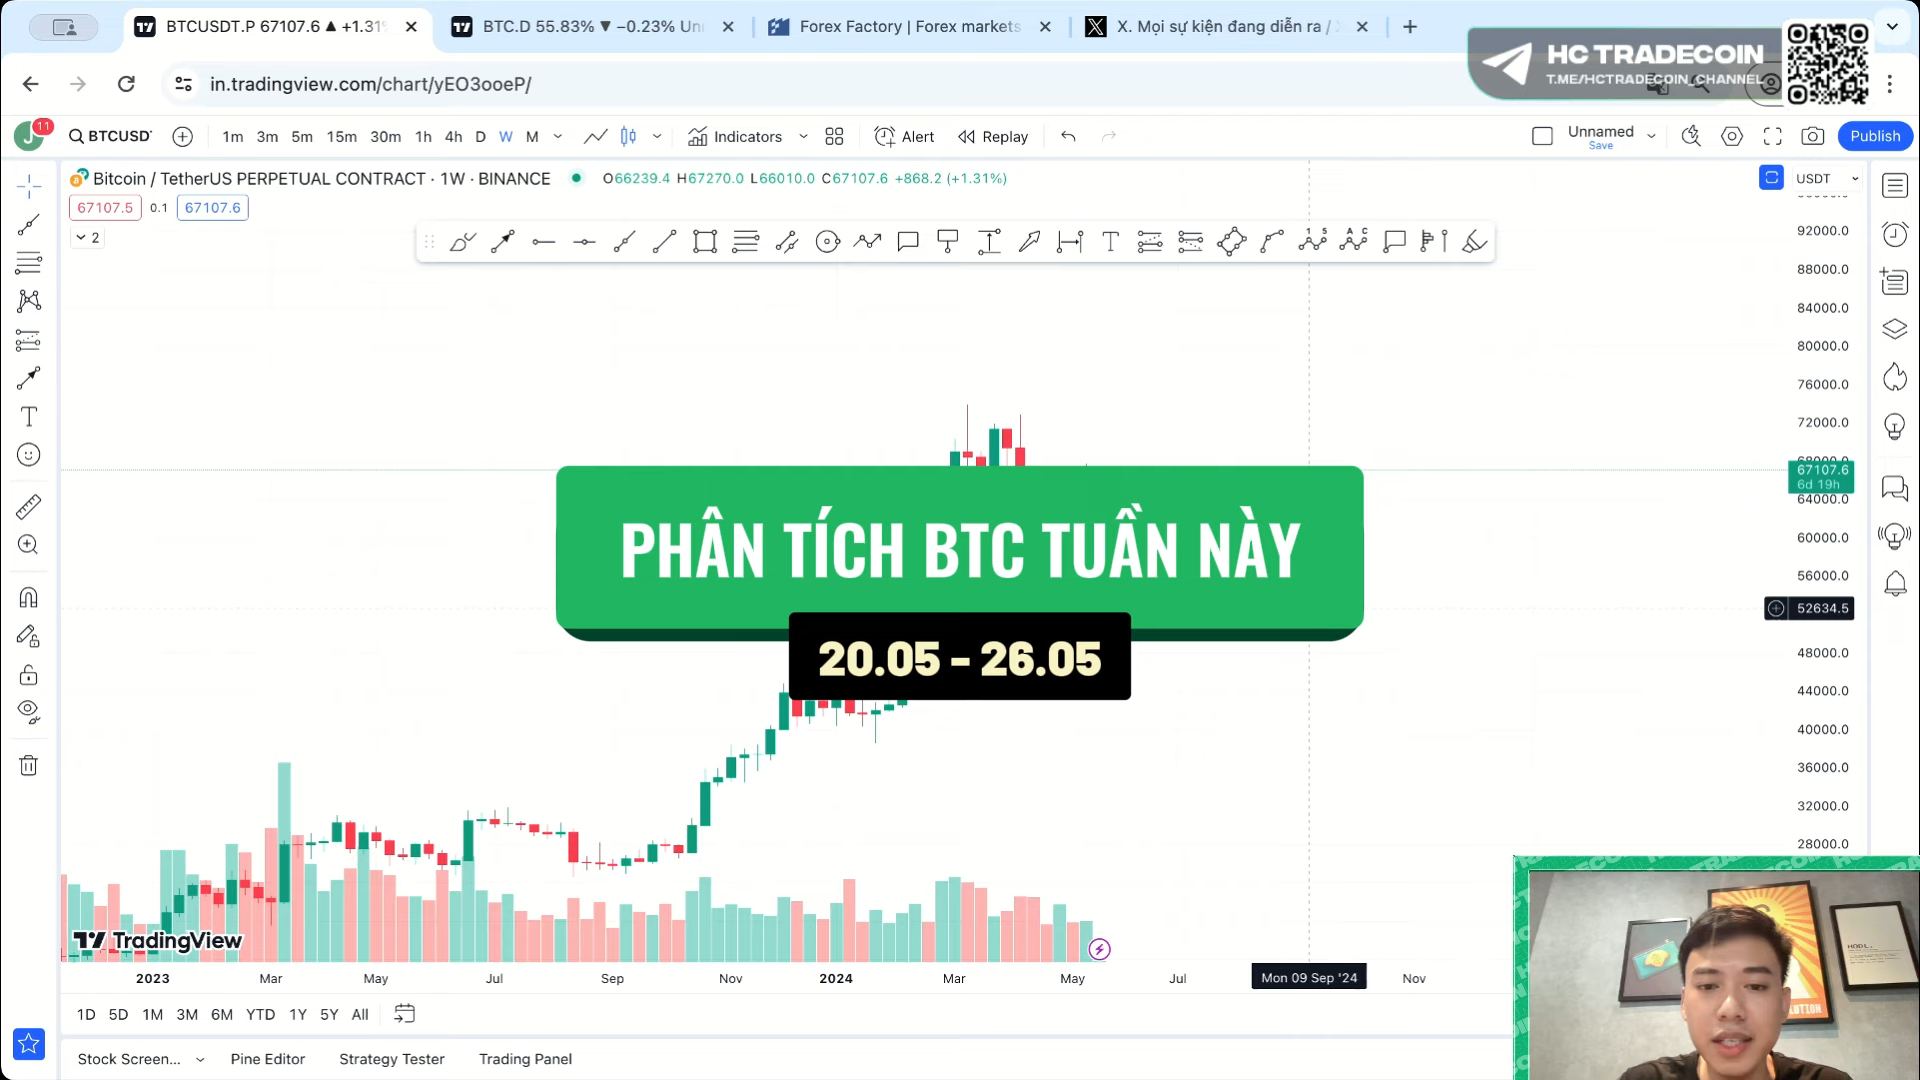 BTCUSDT.P 67107.6 ▲ +1.31%
BTC.D 55.83% ▼ −0.23% Un
Forex Factory | Forex markets
X. Mọi sự kiện đang diễn ra /
HC TRADECOIN
T.ME/HCTRADECOIN_CHANNEL
in.tradingview.com/chart/yEO3ooeP/
J
11
BTCUSD
1m 3m 5m 15m 30m 1h 4h D W M
Indicators
Alert
Replay
Unnamed
Save
Publish
Bitcoin / TetherUS PERPETUAL CONTRACT · 1W · BINANCE
O66239.4 H67270.0 L66010.0 C67107.6 +868.2 (+1.31%)
USDT
67107.5 0.1 67107.6
2
92000.0
88000.0
84000.0
80000.0
76000.0
72000.0
68000.0
67107.6
6d 19h
64000.0
60000.0
56000.0
52634.5
48000.0
44000.0
40000.0
36000.0
32000.0
28000.0
PHÂN TÍCH BTC TUẦN NÀY
20.05 - 26.05
TradingView
2023 Mar May Jul Sep Nov 2024 Mar May Jul Mon 09 Sep '24 Nov
1D 5D 1M 3M 6M YTD 1Y 5Y All
Stock Screen... Pine Editor Strategy Tester Trading Panel
HODL.